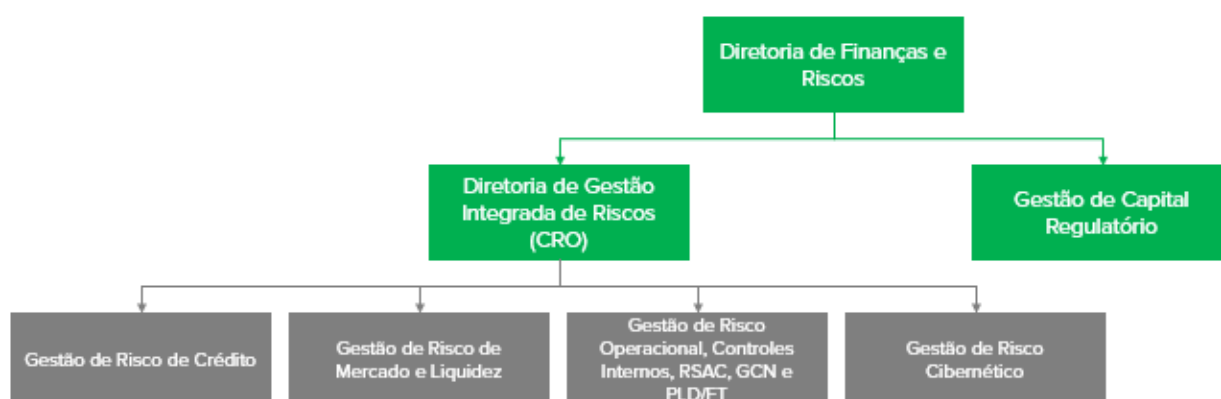 Diretoria de Finanças e
Riscos
Diretoria de Gestão
Integrada de Riscos
(CRO)
Gestão de Capital
Regulatório
Gestão de Risco de Crédito
Gestão de Risco de
Mercado e Liquidez
Gestão de Risco
Operacional, Controles
Internos, RSAC, GCN e
PLD/FT
Gestão de Risco
Cibernético